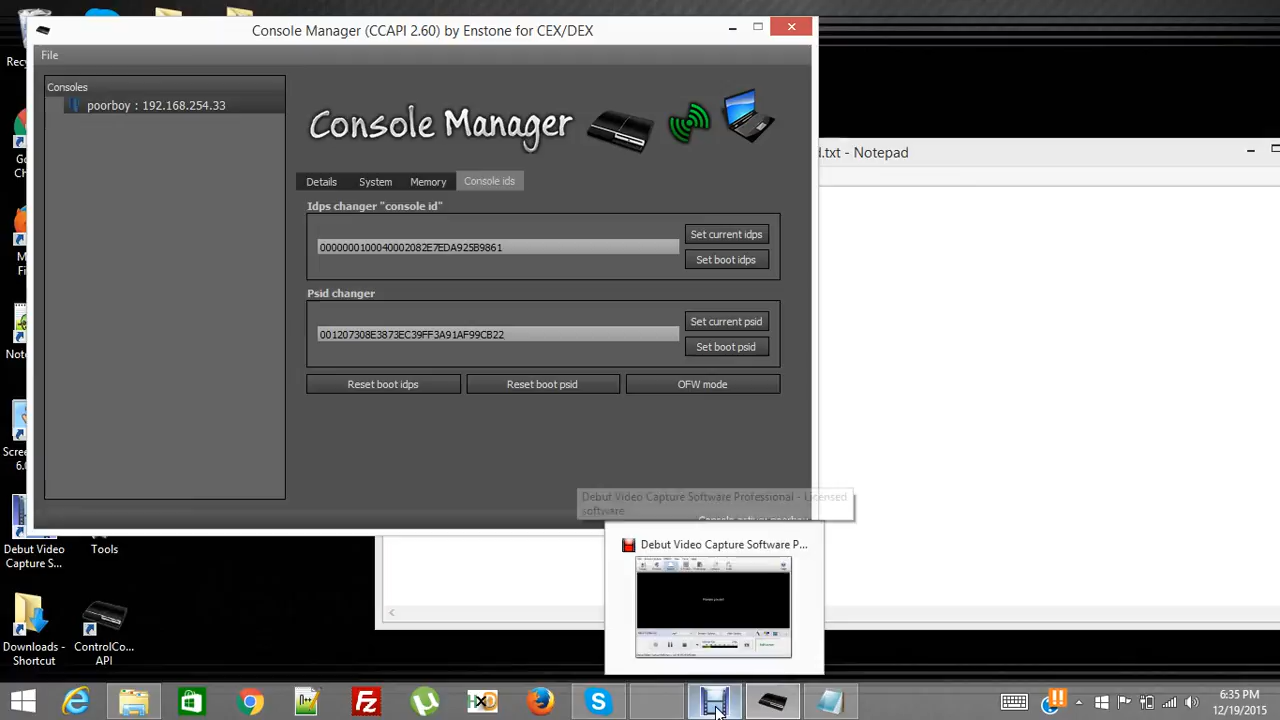 Console Manager (CCAPI 2.60) by Enstone for CEX/DEX
File
Consoles
poorboy : 192.168.254.33
Console Manager
Details
System
Memory
Console ids
Idps changer "console id"
0000000100040002082E7EDA925B9861
Set current idps
Set boot idps
Psid changer
001207308E3873EC39FF3A91AF99CB22
Set current psid
Set boot psid
Reset boot idps
Reset boot psid
OFW mode
d.txt - Notepad
Debut Video Capture Software Professional - Licensed
software
Debut Video Capture Software P...
Debut Video
Capture S...
Tools
Downloads -
Shortcut
ControlCo...
API
6:35 PM
12/19/2015